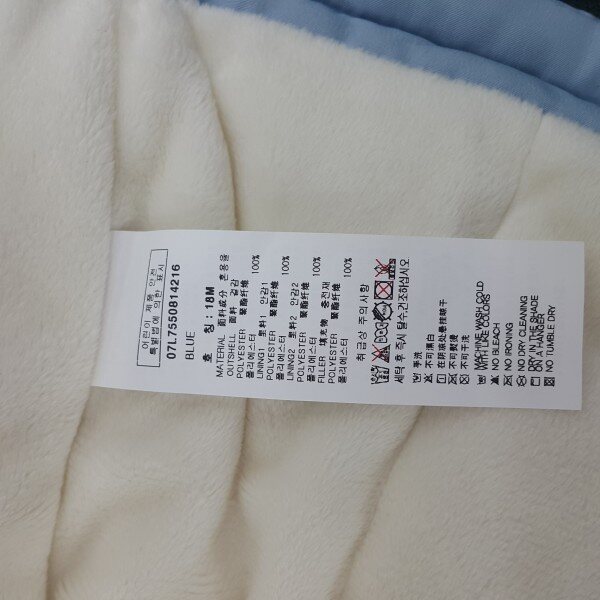 어린이 제품 안전
특별법에 의한 표시
07L7550814216
BLUE
호 칭 : 18M
MATERIAL 面料成分 혼용율
OUTSHELL 面料 겉감
POLYESTER 聚酯纤维 100%
폴리에스터
LINING1 里料1 안감1
POLYESTER 聚酯纤维 100%
폴리에스터
LINING2 里料2 안감2
POLYESTER 聚酯纤维 100%
폴리에스터
FILLER 填充物 충전재
POLYESTER 聚酯纤维 100%
폴리에스터
취급상 주의사항
세탁 후 즉시 탈수,건조하십시오
手洗
不可漂白
在阴凉处悬挂晾干
不可熨烫
不可干洗
MACHINE WASH COLD
WITH LIKE COLORS
NO BLEACH
NO IRONING
NO DRY CLEANING
DRY IN THE SHADE
ON A HANGER
NO TUMBLE DRY